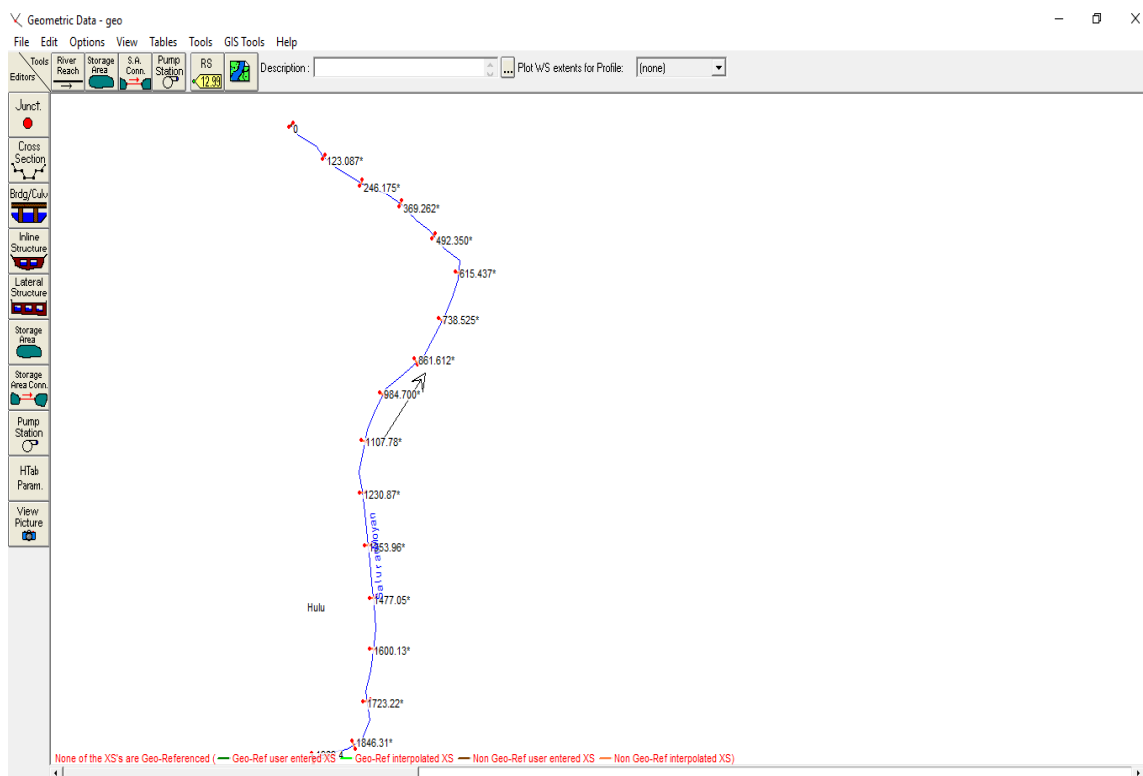 Geometric Data - geo
File Edit Options View Tables Tools GIS Tools Help
Tools
Editors
River
Reach
Storage
Area
S.A.
Conn.
Pump
Station
RS
12.99
Description :
...
Plot WS extents for Profile:
(none)
Junct.
Cross
Section
Brdg/Culv
Inline
Structure
Lateral
Structure
Storage
Area
Storage
Area Conn.
Pump
Station
HTab
Param.
View
Picture
0
123.087*
246.175*
369.262*
492.350*
615.437*
738.525*
861.612*
984.700*
1107.78*
1230.87*
1477.05*
Hulu
1600.13*
1723.22*
1846.31*
None of the XS's are Geo-Referenced ( Geo-Ref user entered XS Geo-Ref interpolated XS Non Geo-Ref user entered XS Non Geo-Ref interpolated XS)